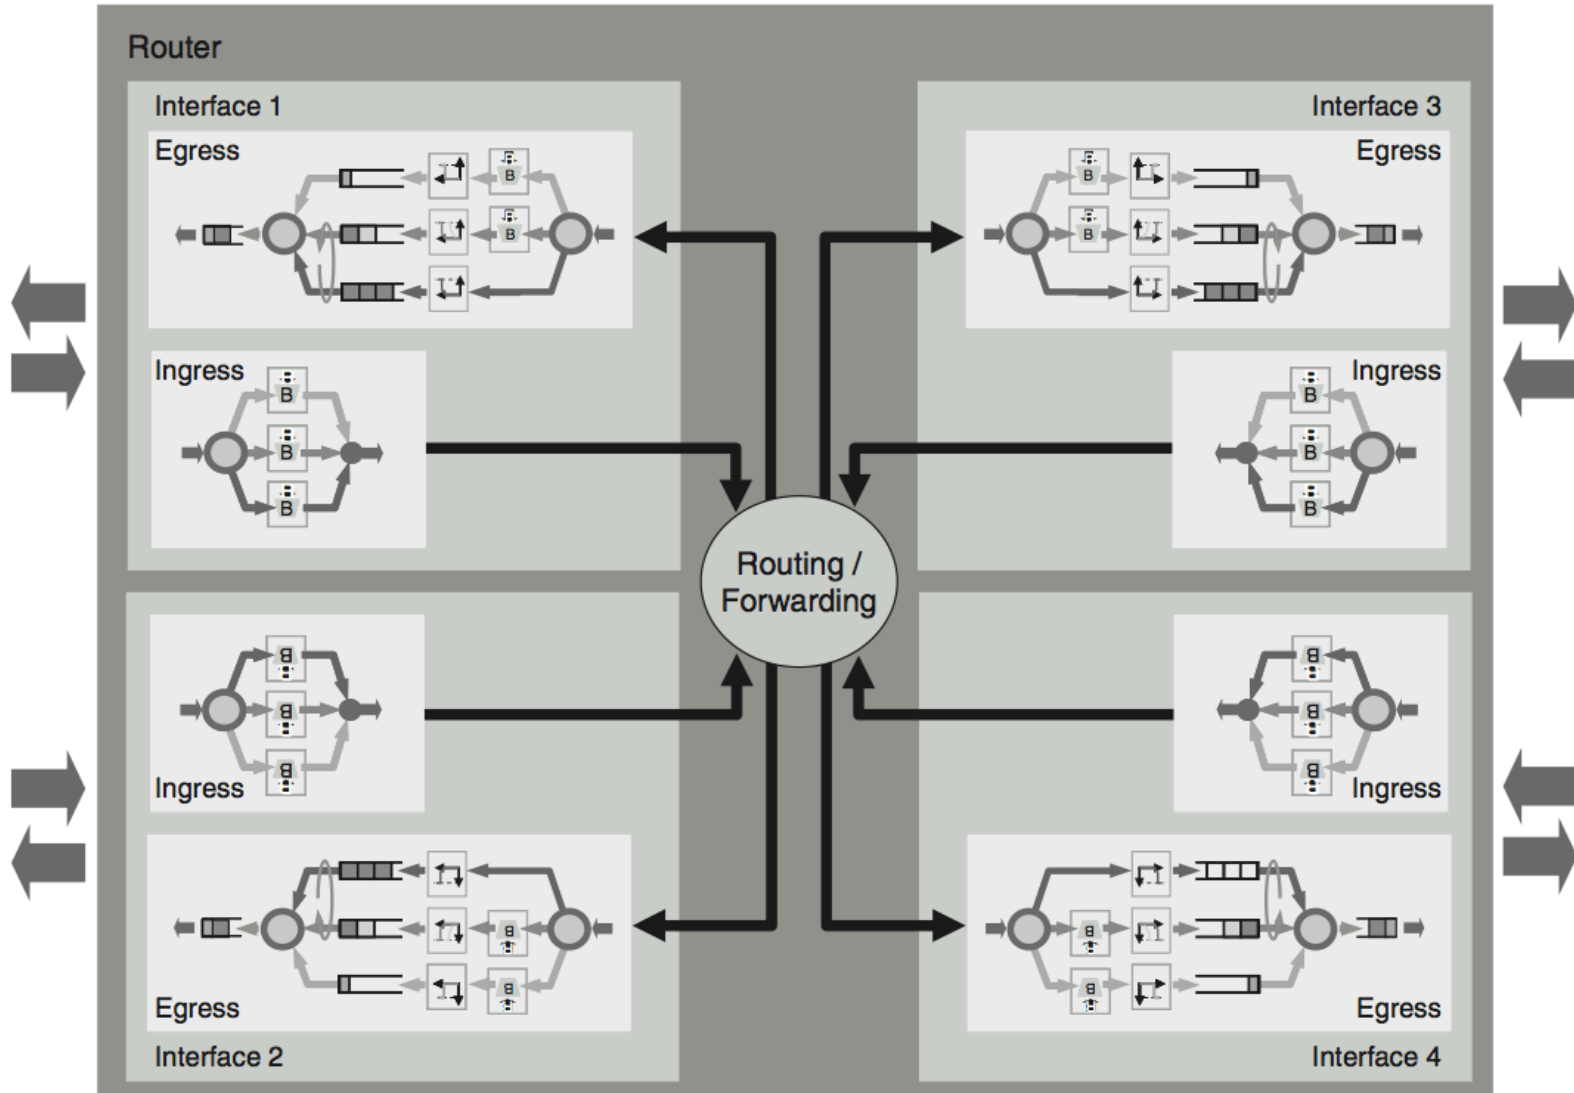 Router
Interface 1
Egress
B
B
Ingress
B
B
B
Interface 3
Egress
B
B
Ingress
B
B
B
Routing /
Forwarding
B
B
B
Ingress
B
B
Egress
Interface 2
B
B
B
Ingress
B
B
Egress
Interface 4